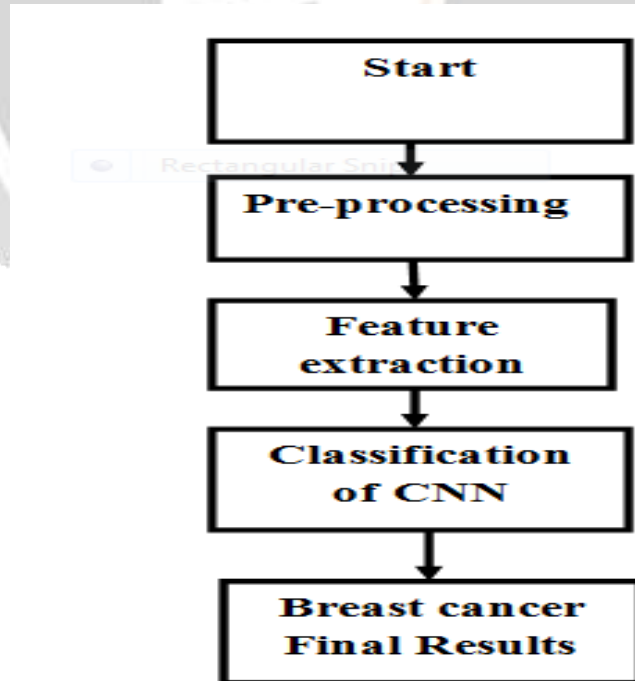 Start
Rectangular Snip
Pre-processing
Feature
extraction
Classification
of CNN
Breast cancer
Final Results